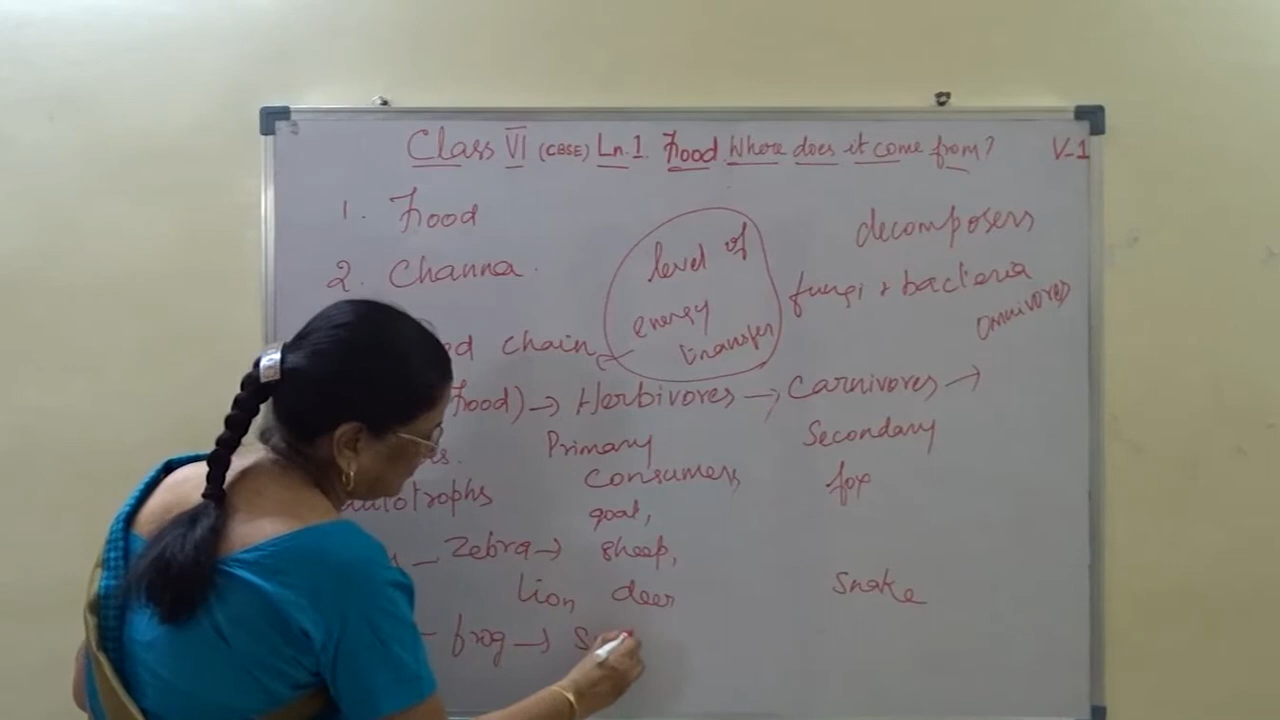 Class VI (CBSE) Ln.1. Food Where does it come from? V-1
1. Food
2. Channa.
level of
energy
transfer
decomposers
fungi + bacteria
omnivores
chain
Food) → Herbivores → Carnivores →
Primary
Consumers,
Secondary
fox
autotrophs
goat,
– Zebra → sheep,
lion, deer
snake
– frog → s